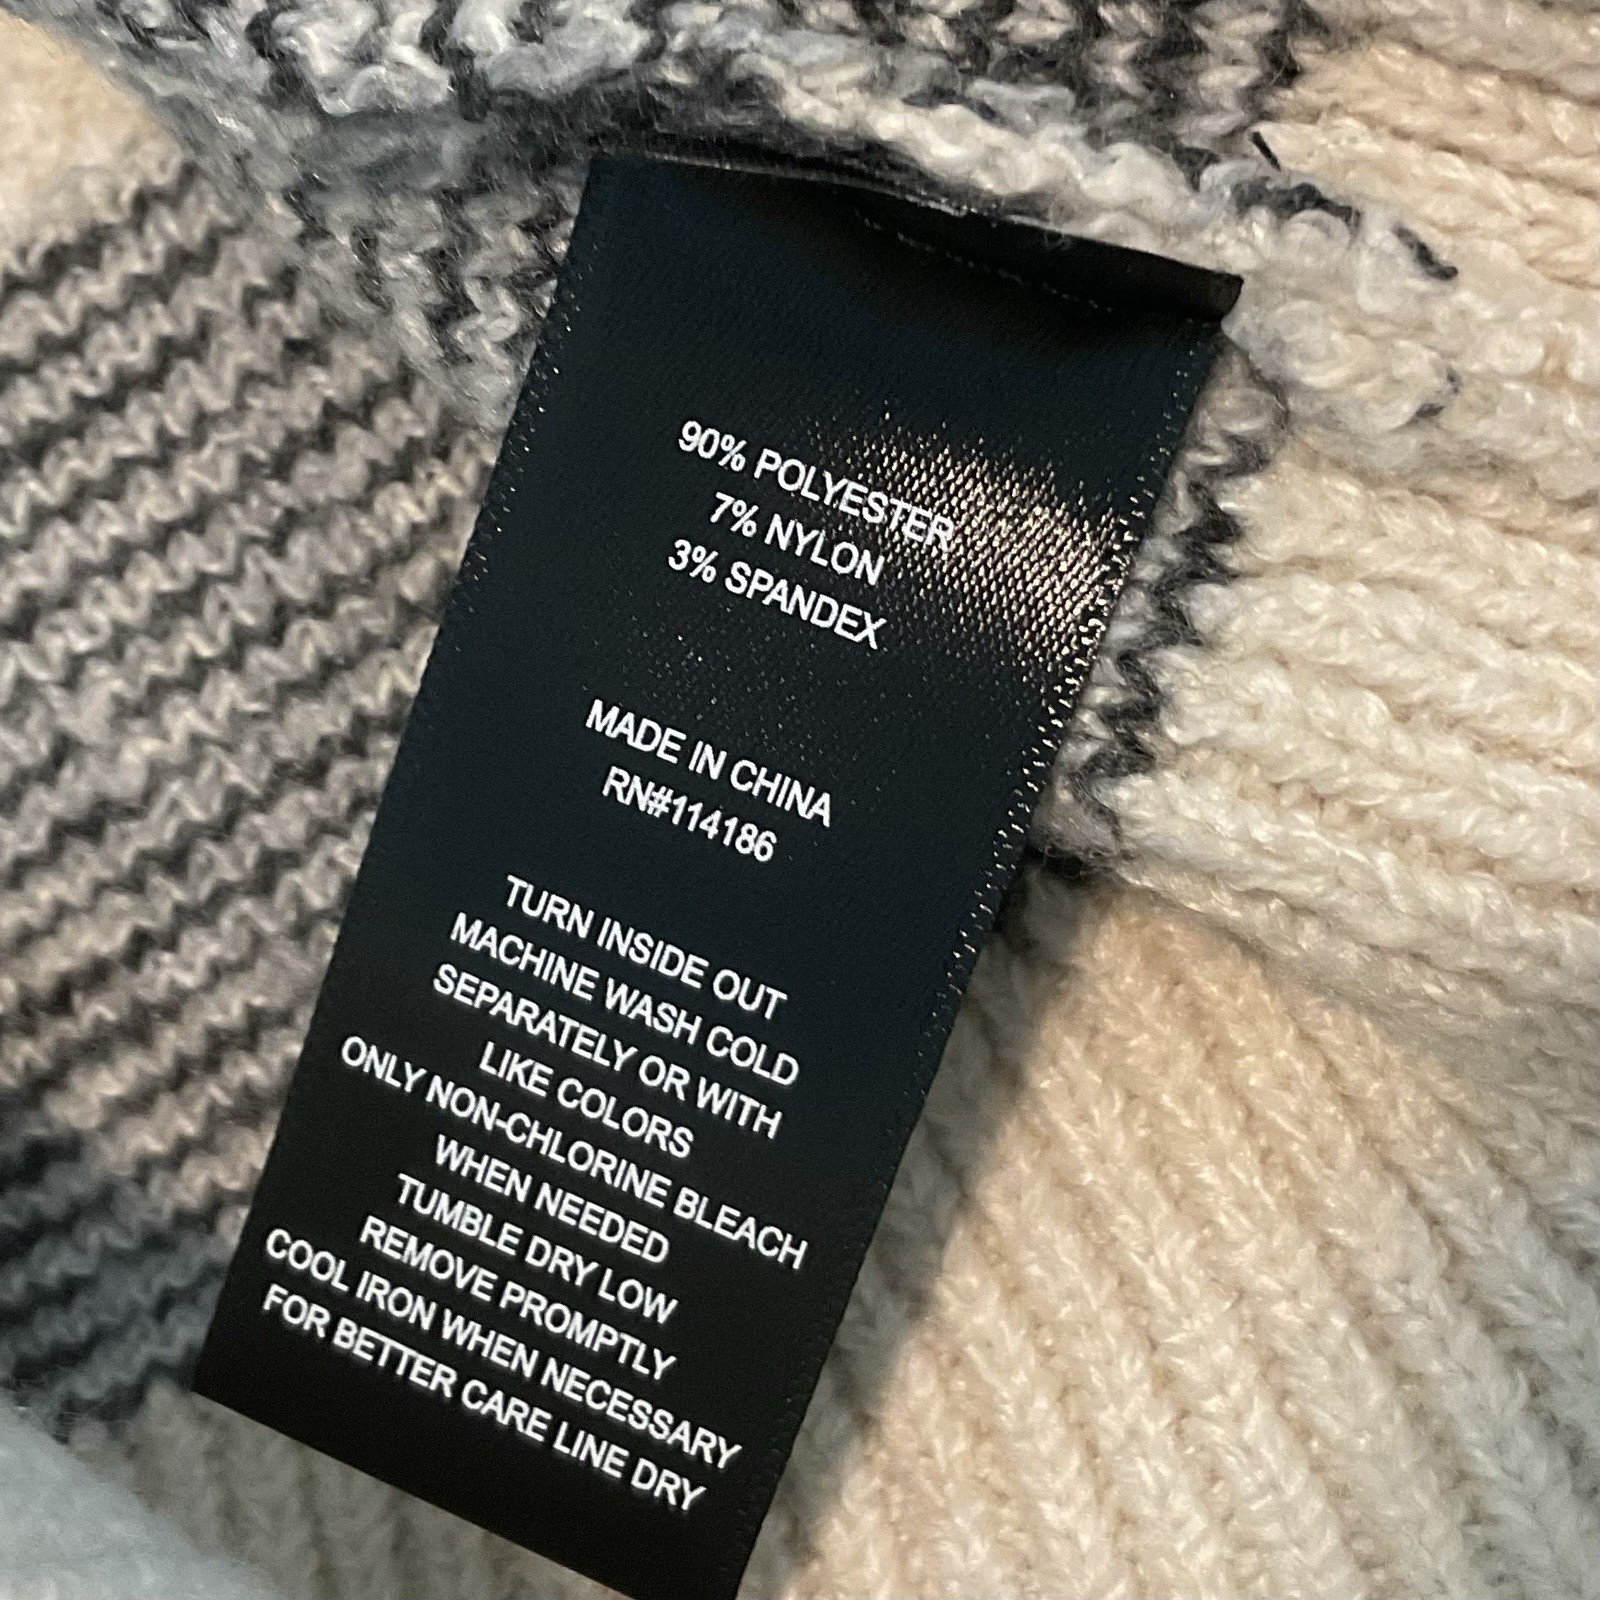 90% POLYESTER
7% NYLON
3% SPANDEX
MADE IN CHINA
RN#114186
TURN INSIDE OUT
MACHINE WASH COLD
SEPARATELY OR WITH
LIKE COLORS
ONLY NON-CHLORINE BLEACH
WHEN NEEDED
TUMBLE DRY LOW
REMOVE PROMPTLY
COOL IRON WHEN NECESSARY
FOR BETTER CARE LINE DRY